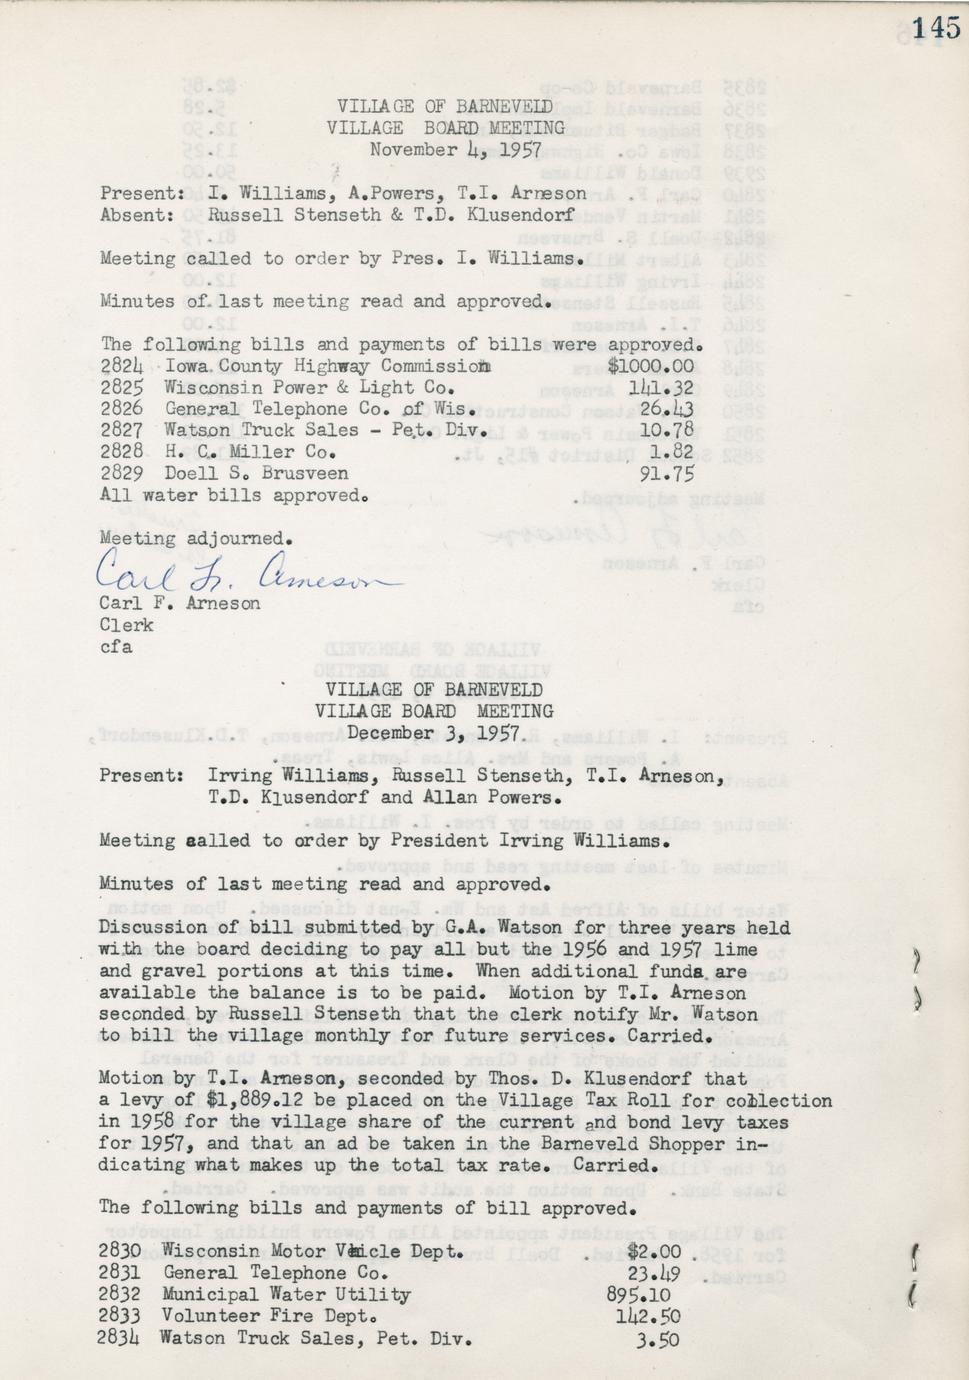 145
VILLAGE OF BARNEVELD
VILLAGE BOARD MEETING
November 4, 1957
Present: I. Williams, A.Powers, T.I. Arneson
Absent: Russell Stenseth & T.D. Klusendorf
Meeting called to order by Pres. I. Williams.
Minutes of last meeting read and approved.
The following bills and payments of bills were approved.
2824 Iowa County Highway Commission $1000.00
2825 Wisconsin Power & Light Co. 141.32
2826 General Telephone Co. of Wis. 26.43
2827 Watson Truck Sales - Pet. Div. 10.78
2828 H. C. Miller Co. 1.82
2829 Doell S. Brusveen 91.75
All water bills approved.
Meeting adjourned.
Carl F. Arneson
Carl F. Arneson
Clerk
cfa
VILLAGE OF BARNEVELD
VILLAGE BOARD MEETING
December 3, 1957
Present: Irving Williams, Russell Stenseth, T.I. Arneson,
T.D. Klusendorf and Allan Powers.
Meeting called to order by President Irving Williams.
Minutes of last meeting read and approved.
Discussion of bill submitted by G.A. Watson for three years held
with the board deciding to pay all but the 1956 and 1957 lime
and gravel portions at this time. When additional funds are
available the balance is to be paid. Motion by T.I. Arneson
seconded by Russell Stenseth that the clerk notify Mr. Watson
to bill the village monthly for future services. Carried.
Motion by T.I. Arneson, seconded by Thos. D. Klusendorf that
a levy of $1,889.12 be placed on the Village Tax Roll for collection
in 1958 for the village share of the current and bond levy taxes
for 1957, and that an ad be taken in the Barneveld Shopper in-
dicating what makes up the total tax rate. Carried.
The following bills and payments of bill approved.
2830 Wisconsin Motor Vhicle Dept. $2.00
2831 General Telephone Co. 23.49
2832 Municipal Water Utility 895.10
2833 Volunteer Fire Dept. 142.50
2834 Watson Truck Sales, Pet. Div. 3.50